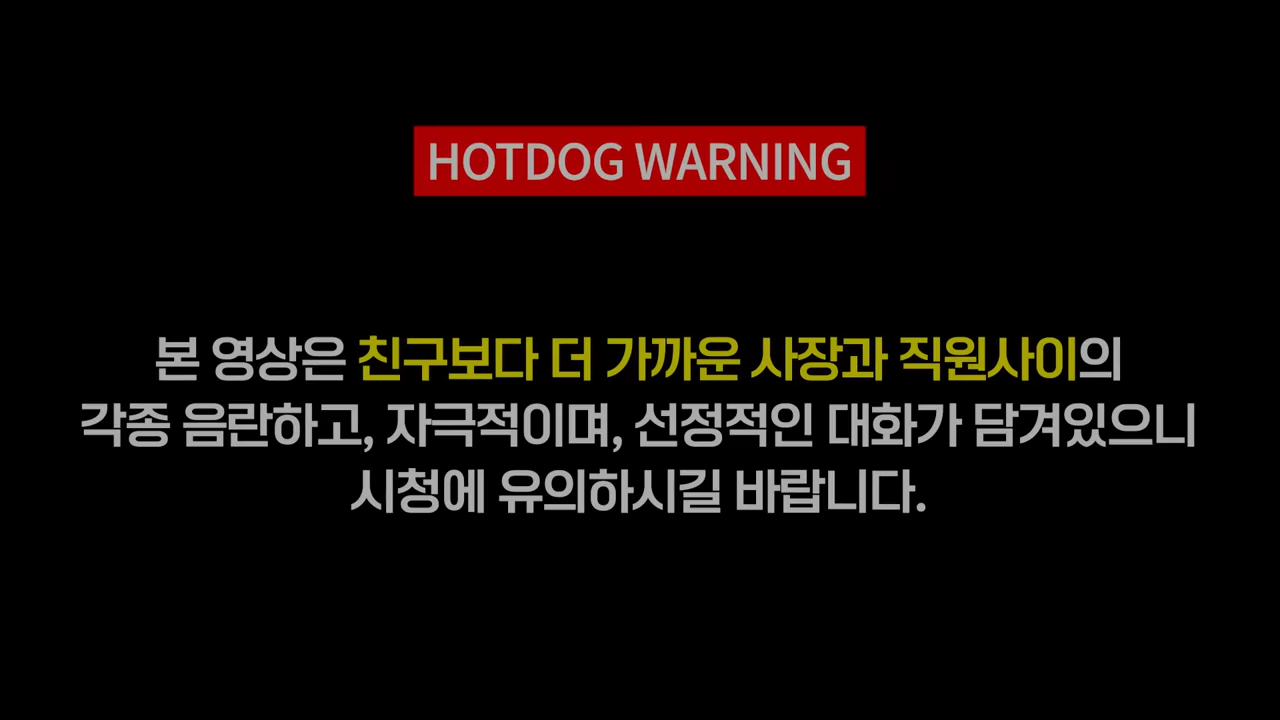 HOTDOG WARNING
본 영상은 친구보다 더 가까운 사장과 직원사이의
각종 음란하고, 자극적이며, 선정적인 대화가 담겨있으니
시청에 유의하시길 바랍니다.